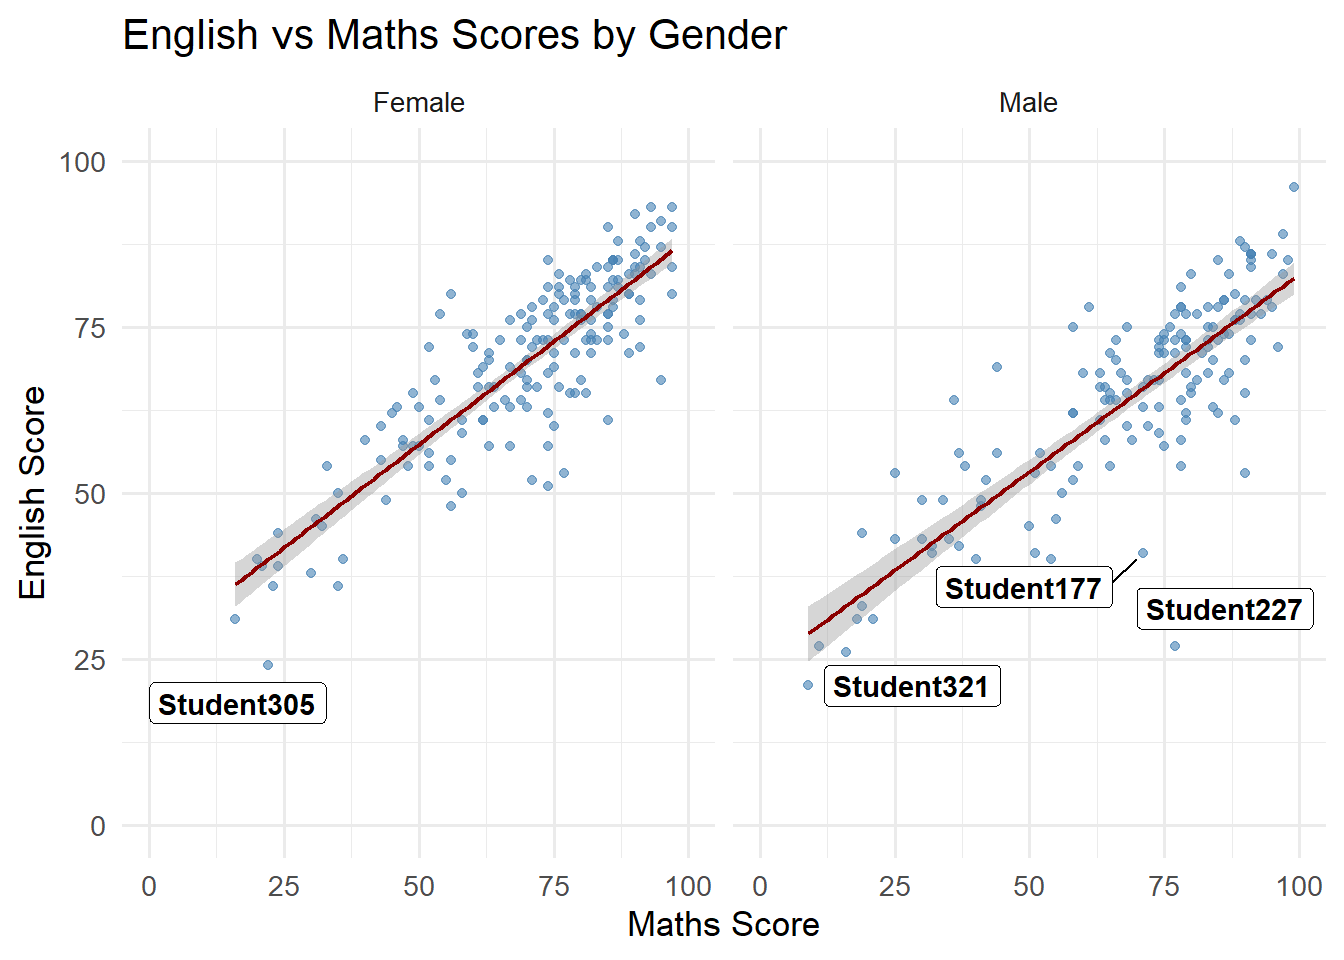 English vs Maths Scores by Gender
Female
Male
English Score
100
75
50
25
0
Student305
Student177
Student227
Student321
0 25 50 75 100
0 25 50 75 100
Maths Score